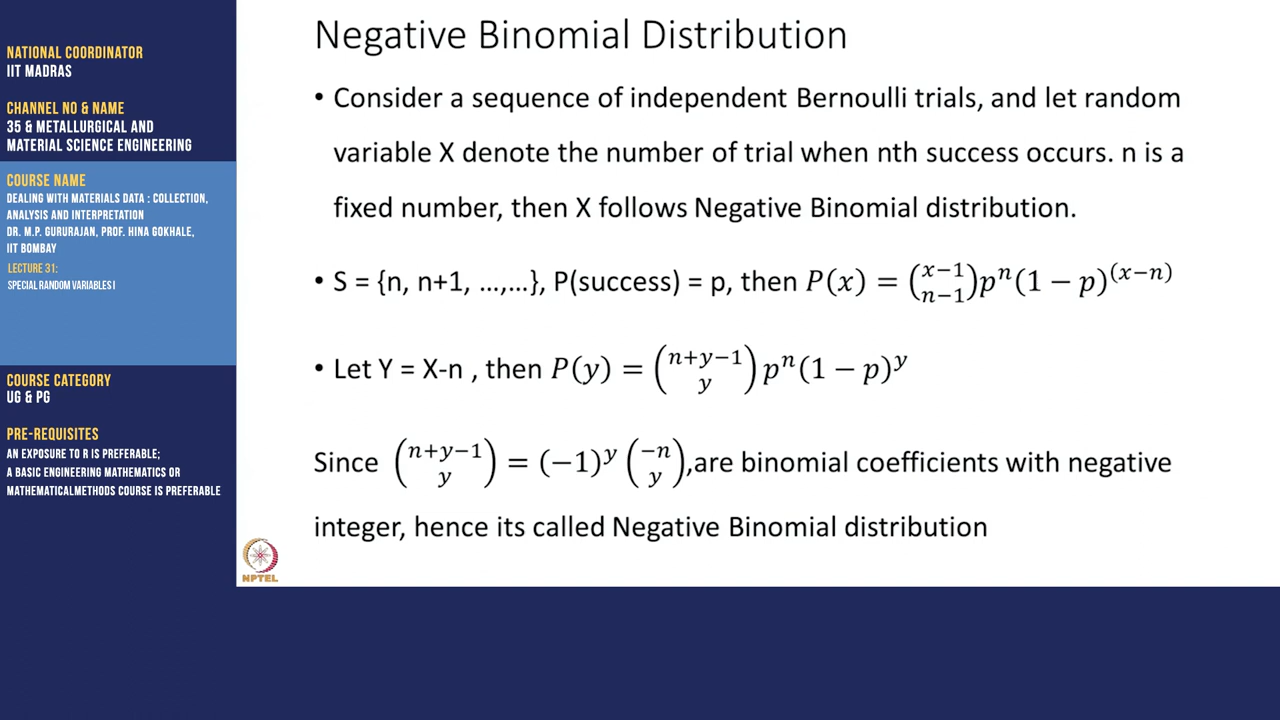 NATIONAL COORDINATOR
IIT MADRAS
CHANNEL NO & NAME
35 & METALLURGICAL AND
MATERIAL SCIENCE ENGINEERING
COURSE NAME
DEALING WITH MATERIALS DATA : COLLECTION,
ANALYSIS AND INTERPRETATION
DR. M.P. GURURAJAN, PROF. HINA GOKHALE,
IIT BOMBAY
LECTURE 31:
SPECIAL RANDOM VARIABLES I
COURSE CATEGORY
UG & PG
PRE-REQUISITES
AN EXPOSURE TO R IS PREFERABLE;
A BASIC ENGINEERING MATHEMATICS OR
MATHEMATICALMETHODS COURSE IS PREFERABLE
Negative Binomial Distribution
• Consider a sequence of independent Bernoulli trials, and let random
variable X denote the number of trial when nth success occurs. n is a
fixed number, then X follows Negative Binomial distribution.
• S = {n, n+1, ...,...}, P(success) = p, then P(x) = \binom{x-1}{n-1} p^n (1 − p)^{(x−n)}
• Let Y = X-n , then P(y) = \binom{n+y-1}{y} p^n (1 − p)^y
Since \binom{n+y-1}{y} = (−1)^y \binom{-n}{y} ,are binomial coefficients with negative
integer, hence its called Negative Binomial distribution
NPTEL